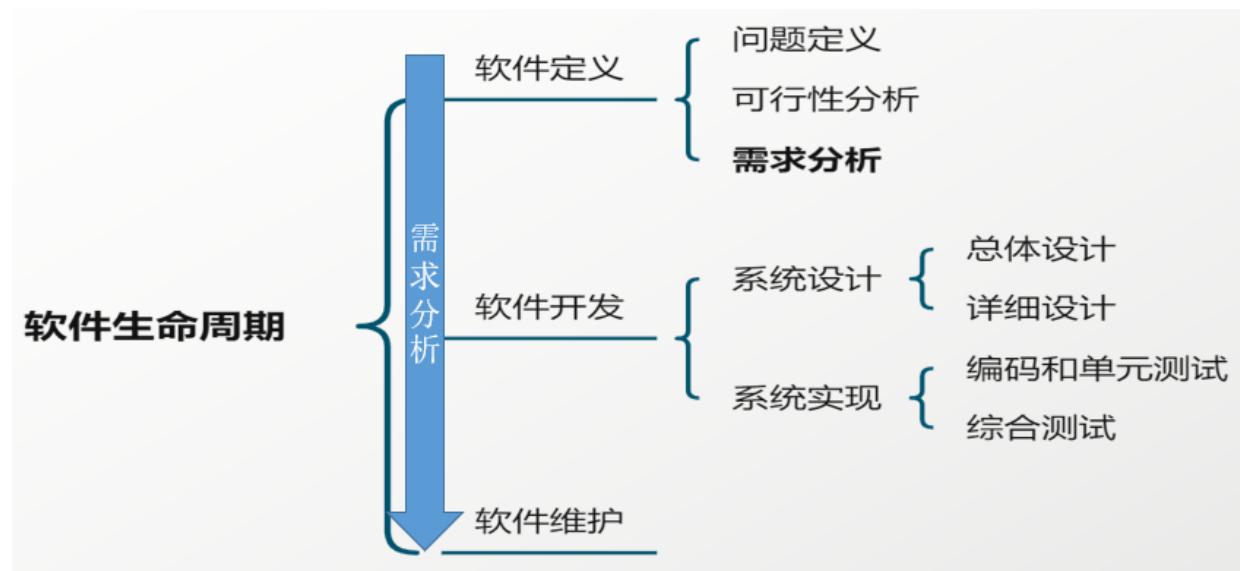 软件生命周期
需求分析
软件定义
问题定义
可行性分析
需求分析
软件开发
系统设计
总体设计
详细设计
系统实现
编码和单元测试
综合测试
软件维护